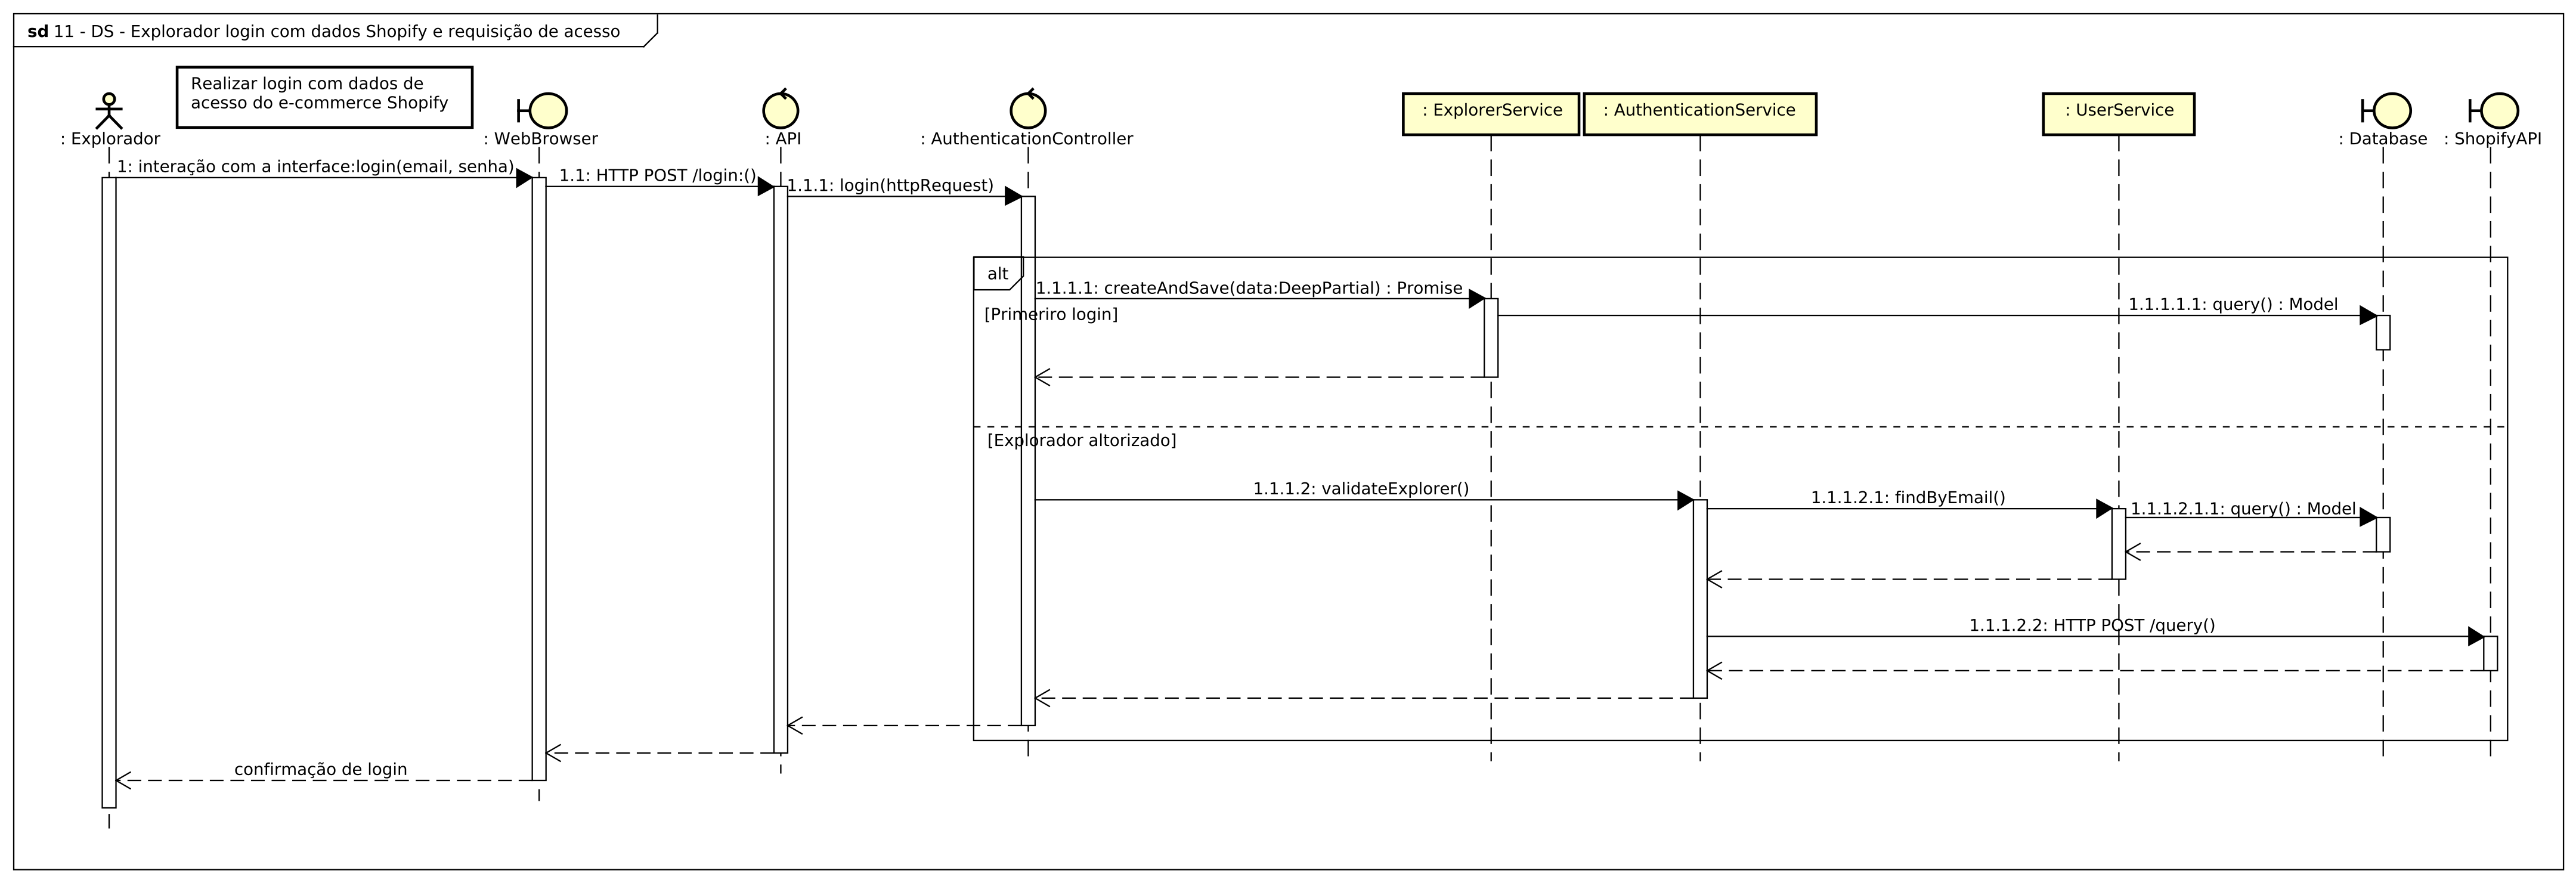 sd 11 - DS - Explorador login com dados Shopify e requisição de acesso
Realizar login com dados de
acesso do e-commerce Shopify
: Explorador
: WebBrowser
: API
: AuthenticationController
: ExplorerService
: AuthenticationService
: UserService
: Database
: ShopifyAPI
1: interação com a interface:login(email, senha)
1.1: HTTP POST /login:()
1.1.1: login(httpRequest)
alt
1.1.1.1: createAndSave(data:DeepPartial) : Promise
[Primeriro login]
1.1.1.1.1: query() : Model
[Explorador altorizado]
1.1.1.2: validateExplorer()
1.1.1.2.1: findByEmail()
1.1.1.2.1.1: query() : Model
1.1.1.2.2: HTTP POST /query()
confirmação de login